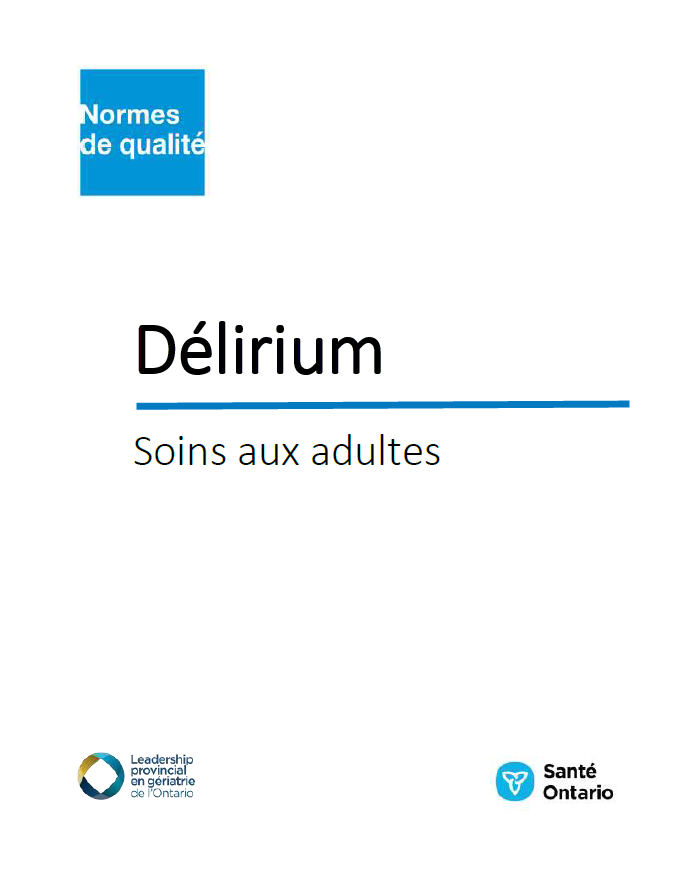 Normes
de qualité
Délirium
Soins aux adultes
Leadership
provincial
en gériatrie
de l'Ontario
Santé
Ontario